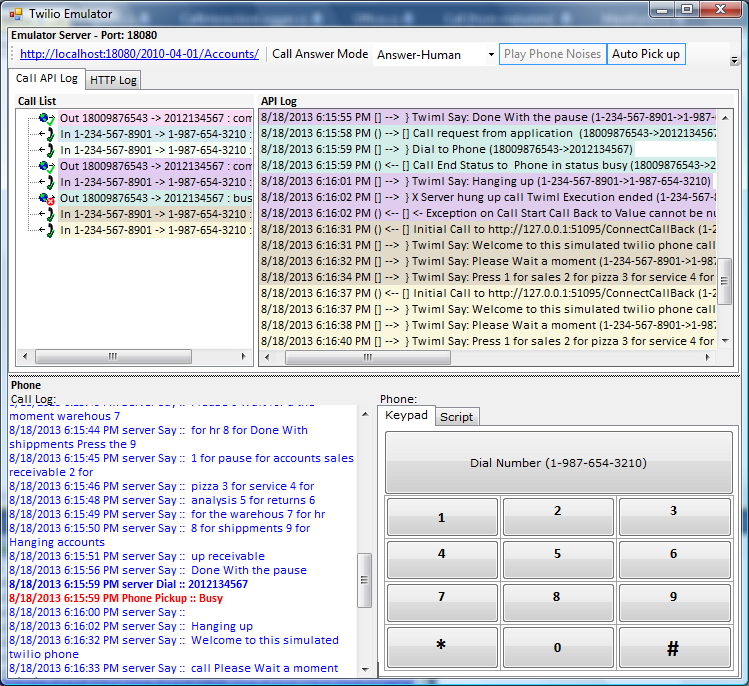 Twilio Emulator
Emulator Server - Port: 18080
http://localhost:18080/2010-04-01/Accounts/ Call Answer Mode Answer-Human Play Phone Noises Auto Pick up
Call API Log HTTP Log
Call List
Out 18009876543 -> 2012134567 : com
In 1-234-567-8901 -> 1-987-654-3210 :
In 1-234-567-8901 -> 1-987-654-3210 :
Out 18009876543 -> 2012134567 : com
In 1-234-567-8901 -> 1-987-654-3210 :
Out 18009876543 -> 2012134567 : bus
In 1-234-567-8901 -> 1-987-654-3210 :
In 1-234-567-8901 -> 1-987-654-3210 :
API Log
8/18/2013 6:15:55 PM [] --> } Twiml Say: Done With the pause (1-234-567-8901->1-987-
8/18/2013 6:15:58 PM () --> [] Call request from application (18009876543->2012134567
8/18/2013 6:15:59 PM [] --> } Dial to Phone (18009876543->2012134567)
8/18/2013 6:15:59 PM () <-- [] Call End Status to Phone in status busy (18009876543->2
8/18/2013 6:16:01 PM [] --> } Twiml Say: Hanging up (1-234-567-8901->1-987-654-3210)
8/18/2013 6:16:02 PM [] --> } X Server hung up call Twiml Execution ended (1-234-567-8
8/18/2013 6:16:02 PM () <-- [] <- Exception on Call Start Call Back to Value cannot be nu
8/18/2013 6:16:31 PM () <-- [] Initial Call to http://127.0.0.1:51095/ConnectCallBack (1-2
8/18/2013 6:16:31 PM [] --> } Twiml Say: Welcome to this simulated twilio phone call
8/18/2013 6:16:32 PM [] --> } Twiml Say: Please Wait a moment (1-234-567-8901->1-98
8/18/2013 6:16:34 PM [] --> } Twiml Say: Press 1 for sales 2 for pizza 3 for service 4 for
8/18/2013 6:16:37 PM () <-- [] Initial Call to http://127.0.0.1:51095/ConnectCallBack (1-2
8/18/2013 6:16:37 PM [] --> } Twiml Say: Welcome to this simulated twilio phone call
8/18/2013 6:16:38 PM [] --> } Twiml Say: Please Wait a moment (1-234-567-8901->1-98
8/18/2013 6:16:40 PM [] --> } Twiml Say: Press 1 for sales 2 for pizza 3 for service 4 for
Phone
Call Log:
moment warehous 7
8/18/2013 6:15:44 PM server Say :: for hr 8 for Done With
shippments Press the 9
8/18/2013 6:15:45 PM server Say :: 1 for pause for accounts sales
receivable 2 for
8/18/2013 6:15:46 PM server Say :: pizza 3 for service 4 for
8/18/2013 6:15:48 PM server Say :: analysis 5 for returns 6
8/18/2013 6:15:49 PM server Say :: for the warehouse 7 for hr
8/18/2013 6:15:50 PM server Say :: 8 for shippments 9 for
Hanging accounts
8/18/2013 6:15:51 PM server Say :: up receivable
8/18/2013 6:15:56 PM server Say :: Done With the pause
8/18/2013 6:15:59 PM server Dial :: 2012134567
8/18/2013 6:15:59 PM Phone Pickup :: Busy
8/18/2013 6:16:00 PM server Say ::
8/18/2013 6:16:02 PM server Say :: Hanging up
8/18/2013 6:16:32 PM server Say :: Welcome to this simulated
twilio phone
8/18/2013 6:16:33 PM server Say :: call Please Wait a moment
Phone:
Keypad Script
Dial Number (1-987-654-3210)
1 2 3
4 5 6
7 8 9
* 0 #